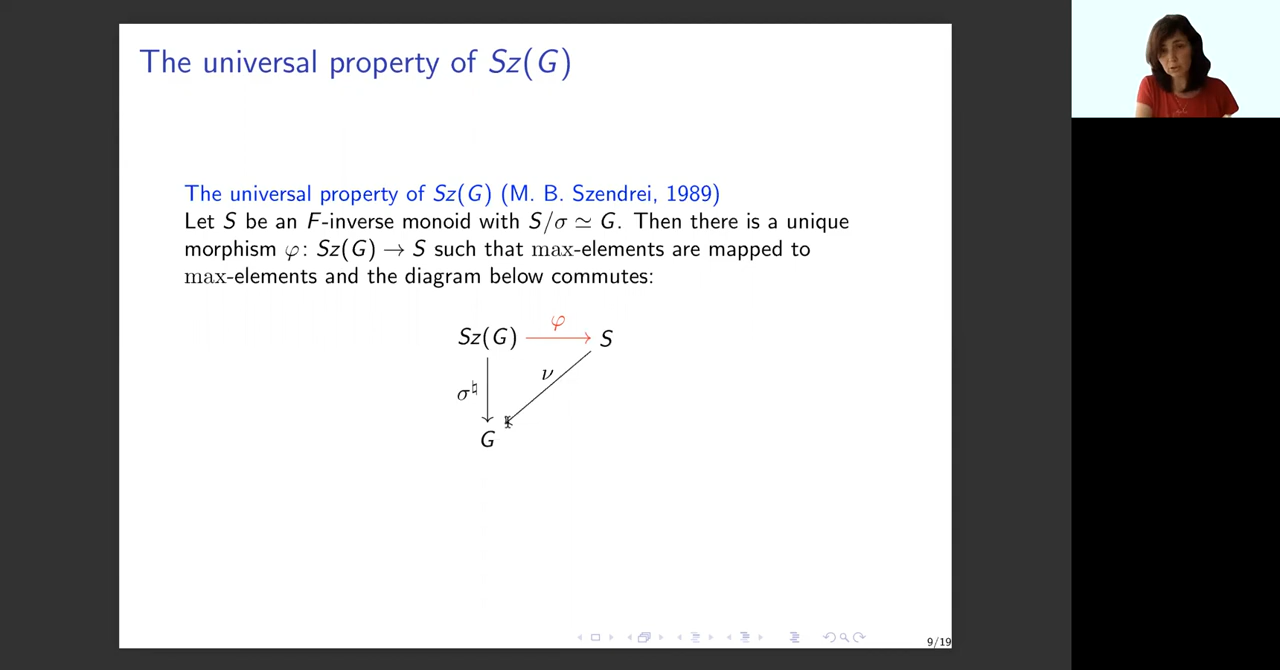 The universal property of Sz(G)
The universal property of Sz(G) (M. B. Szendrei, 1989)
Let S be an F-inverse monoid with S/σ ≃ G. Then there is a unique
morphism φ: Sz(G) → S such that max-elements are mapped to
max-elements and the diagram below commutes:
φ
Sz(G) S
ν
σ♮
G
9/19